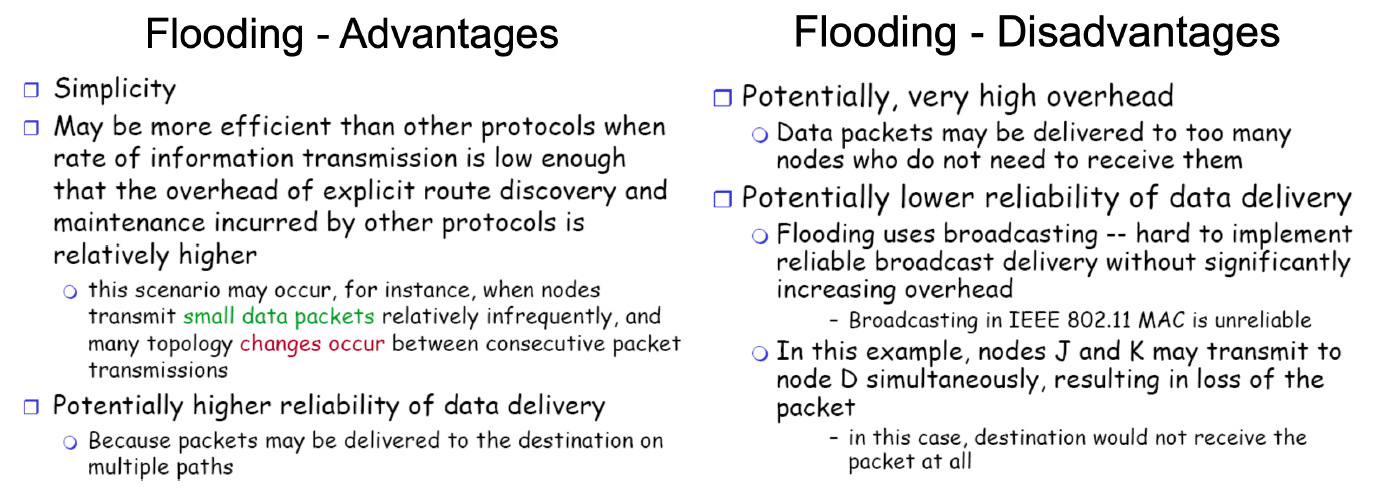 Flooding - Advantages
Simplicity
May be more efficient than other protocols when
rate of information transmission is low enough
that the overhead of explicit route discovery and
maintenance incurred by other protocols is
relatively higher
this scenario may occur, for instance, when nodes
transmit small data packets relatively infrequently, and
many topology changes occur between consecutive packet
transmissions
Potentially higher reliability of data delivery
Because packets may be delivered to the destination on
multiple paths
Flooding - Disadvantages
Potentially, very high overhead
Data packets may be delivered to too many
nodes who do not need to receive them
Potentially lower reliability of data delivery
Flooding uses broadcasting -- hard to implement
reliable broadcast delivery without significantly
increasing overhead
- Broadcasting in IEEE 802.11 MAC is unreliable
In this example, nodes J and K may transmit to
node D simultaneously, resulting in loss of the
packet
- in this case, destination would not receive the
packet at all